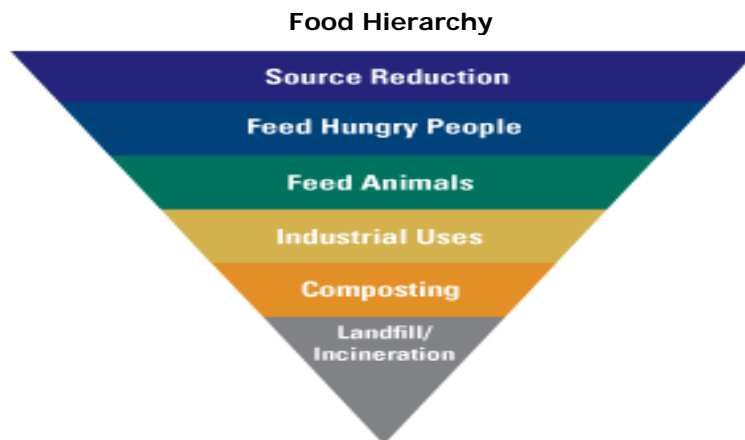 Food Hierarchy
Source Reduction
Feed Hungry People
Feed Animals
Industrial Uses
Composting
Landfill/
Incineration